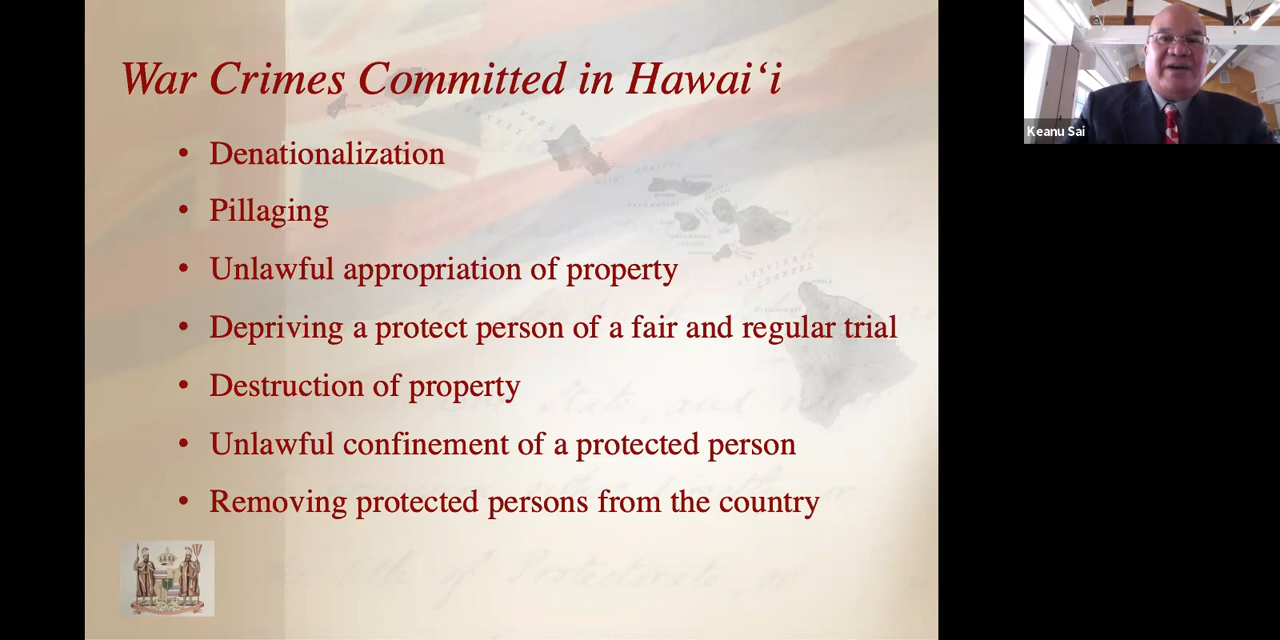 War Crimes Committed in Hawai‘i
• Denationalization
• Pillaging
• Unlawful appropriation of property
• Depriving a protect person of a fair and regular trial
• Destruction of property
• Unlawful confinement of a protected person
• Removing protected persons from the country
Keanu Sai